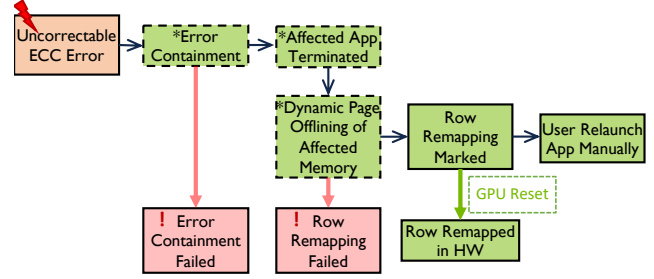 Uncorrectable
ECC Error
*Error
Containment
*Affected App
Terminated
*Dynamic Page
Offlining of
Affected
Memory
Row
Remapping
Marked
User Relaunch
App Manually
GPU Reset
! Error
Containment
Failed
! Row
Remapping
Failed
Row Remapped
in HW